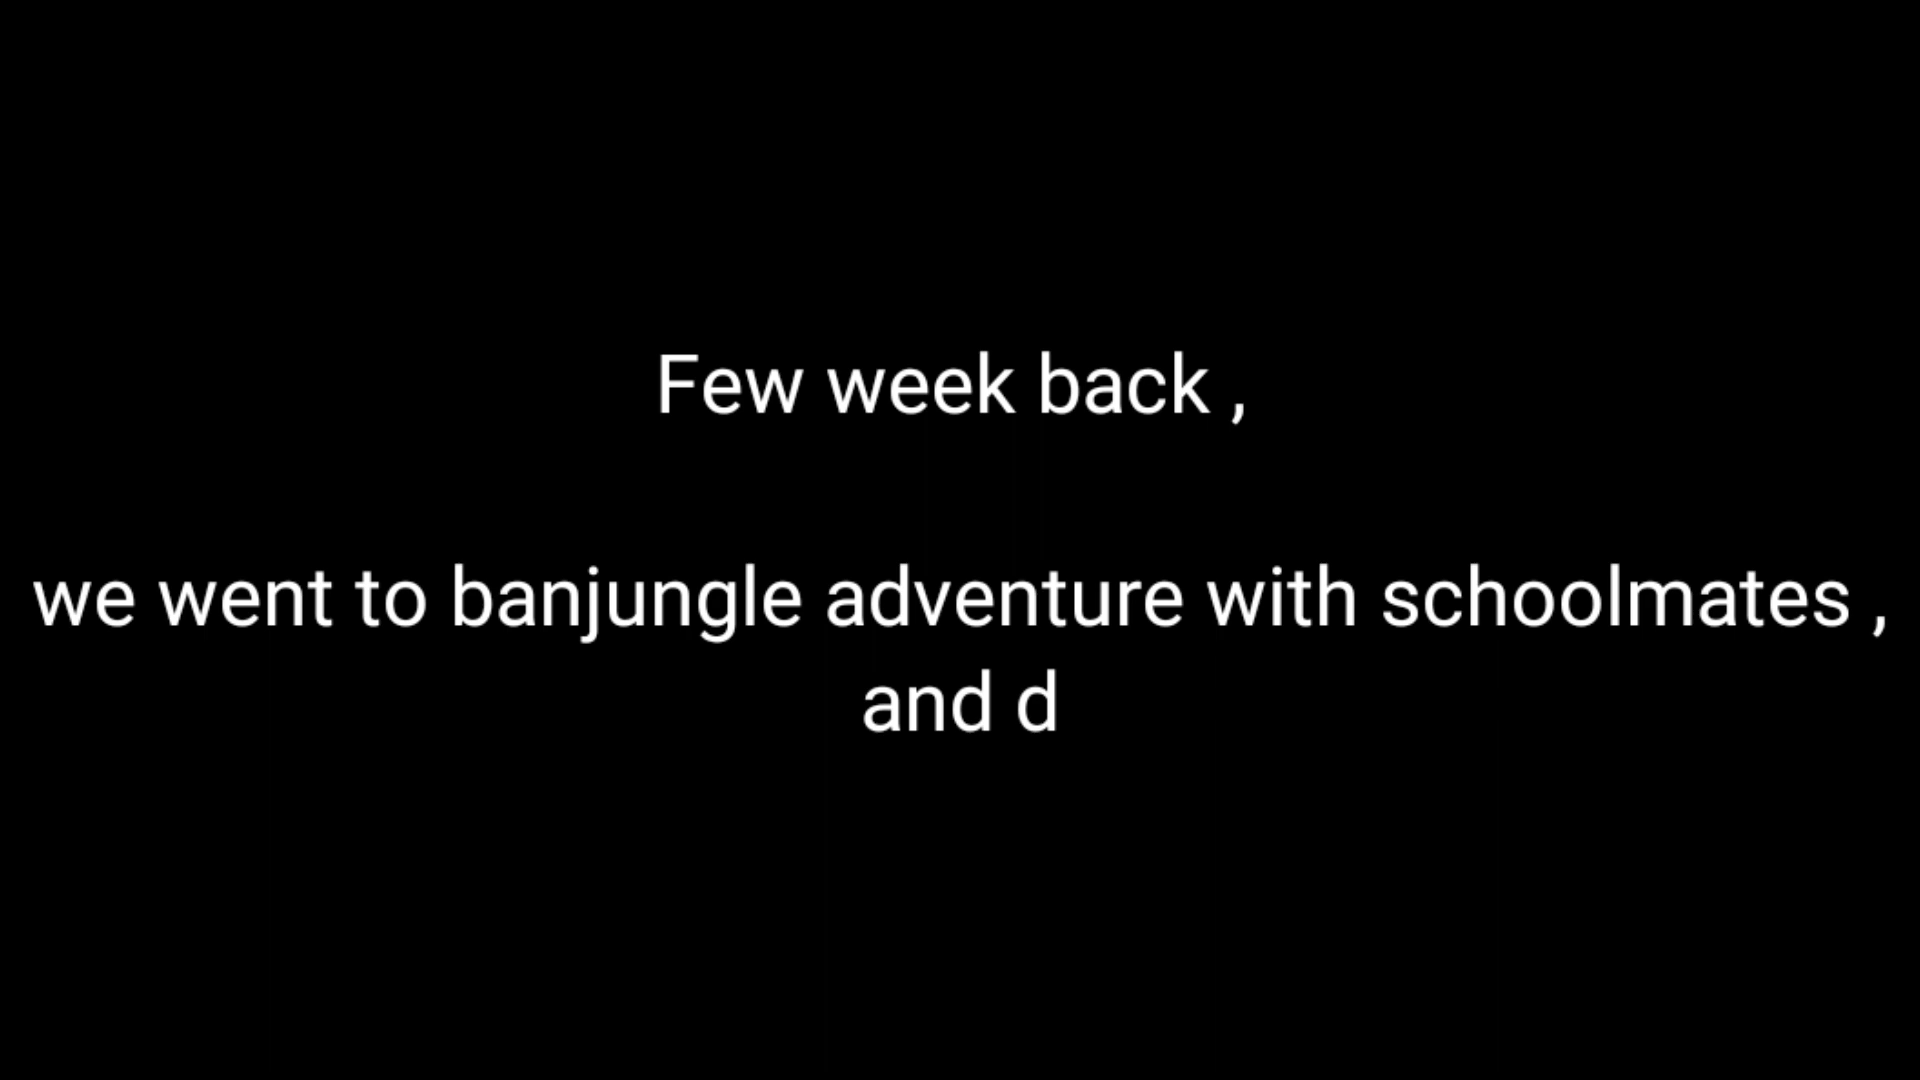 Few week back ,
we went to banjungle adventure with schoolmates ,
and d